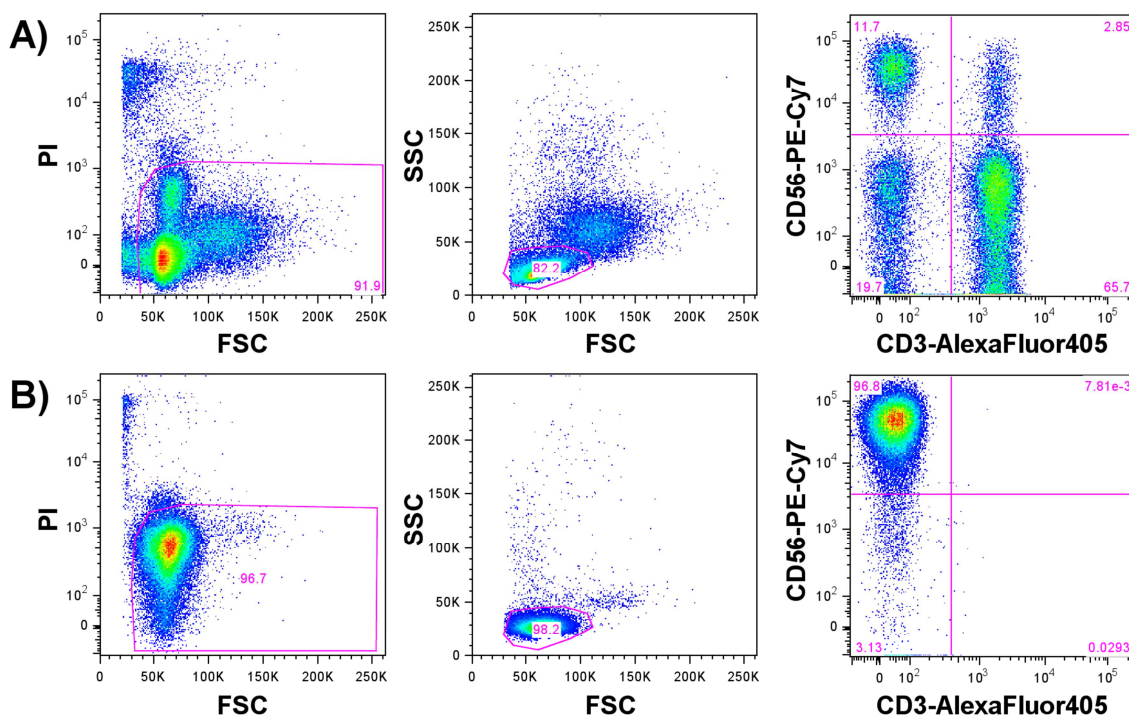 A)
PI
10^5
10^4
10^3
10^2
0
91.9
0 50K 100K 150K 200K 250K
FSC
SSC
250K
200K
150K
100K
50K
0
82.2
0 50K 100K 150K 200K 250K
FSC
CD56-PE-Cy7
11.7 2.85
10^5
10^4
10^3
10^2
0
19.7 65.7
0 10^2 10^3 10^4 10^5
CD3-AlexaFluor405
B)
PI
10^5
10^4
10^3
10^2
0
96.7
0 50K 100K 150K 200K 250K
FSC
SSC
250K
200K
150K
100K
50K
0
98.2
0 50K 100K 150K 200K 250K
FSC
CD56-PE-Cy7
96.8 7.81e-3
10^5
10^4
10^3
10^2
0
3.13 0.0293
0 10^2 10^3 10^4 10^5
CD3-AlexaFluor405